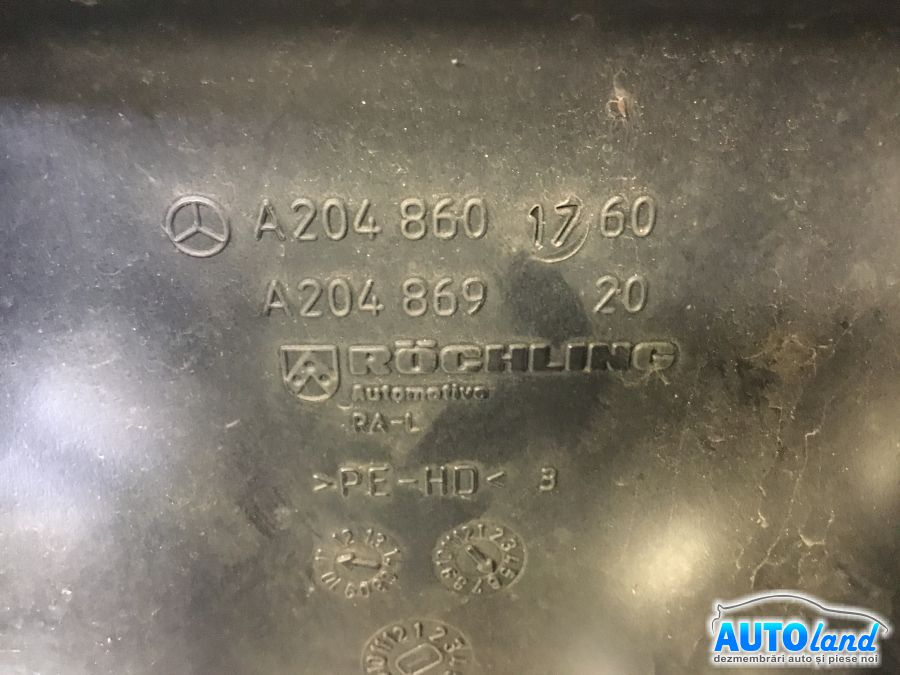 A204 860 17 60
A204 869 20
RÖCHLING
Automotive
RA-L
>PE-HD< 3
AUTOland
dezmembrări auto și piese noi